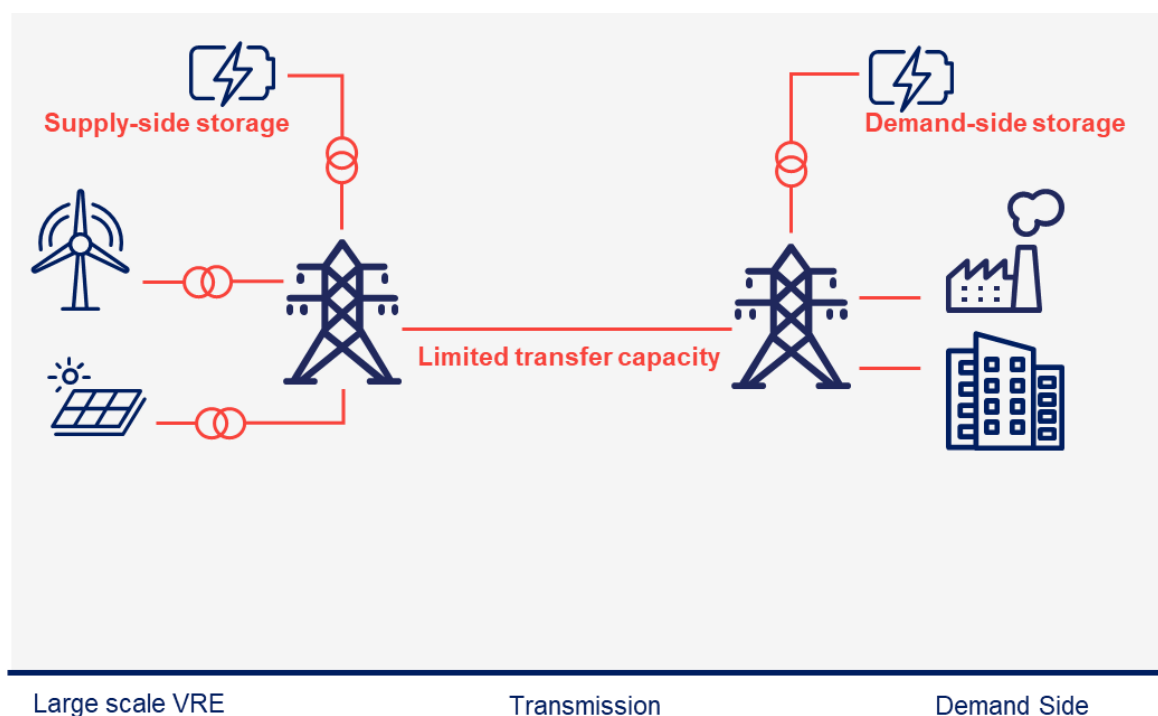 Supply-side storage
Demand-side storage
Limited transfer capacity
Large scale VRE
Transmission
Demand Side